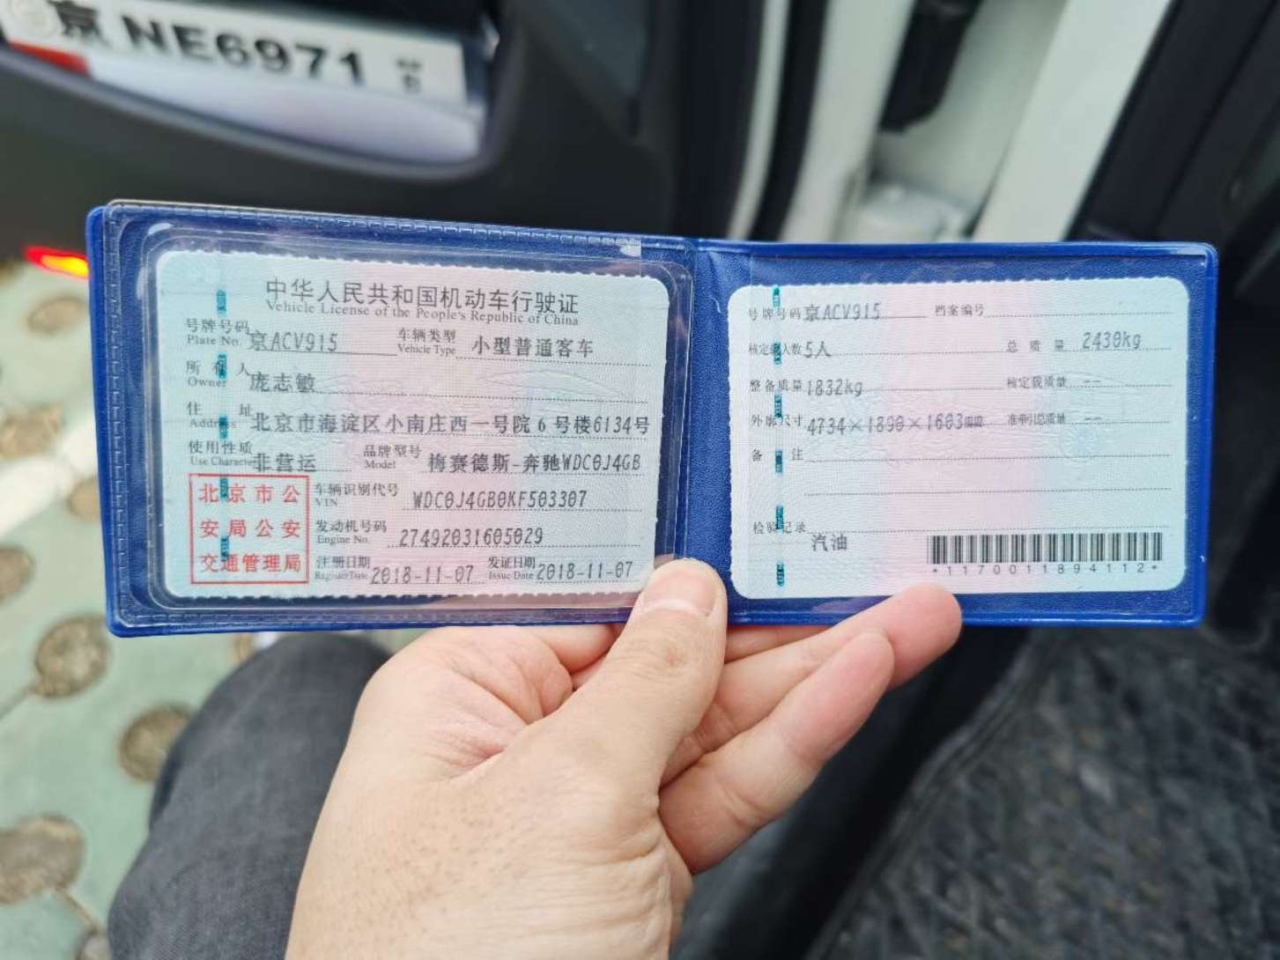 京 NE6971
中华人民共和国机动车行驶证
Vehicle License of the People's Republic of China
号牌号码 京ACV915 车辆类型 小型普通客车
Plate No. Vehicle Type
所有人 庞志敏
Owner
住址 北京市海淀区小南庄西一号院6号楼6134号
Address
使用性质 非营运 品牌型号 梅赛德斯-奔驰WDC0J4GB
Use Character Model
北京市公
安局公安
交通管理局
车辆识别代号 WDC0J4GB0KF503307
VIN
发动机号码 27492031605029
Engine No.
注册日期 2018-11-07 发证日期 2018-11-07
Register Date Issue Date
号牌号码 京ACV915 档案编号
核定载人数 5人 总质量 2430kg
整备质量 1832kg 核定载质量 --
外廓尺寸 4734×1890×1603mm 准牵引总质量 --
备注
检验记录
汽油
*1170011894112*